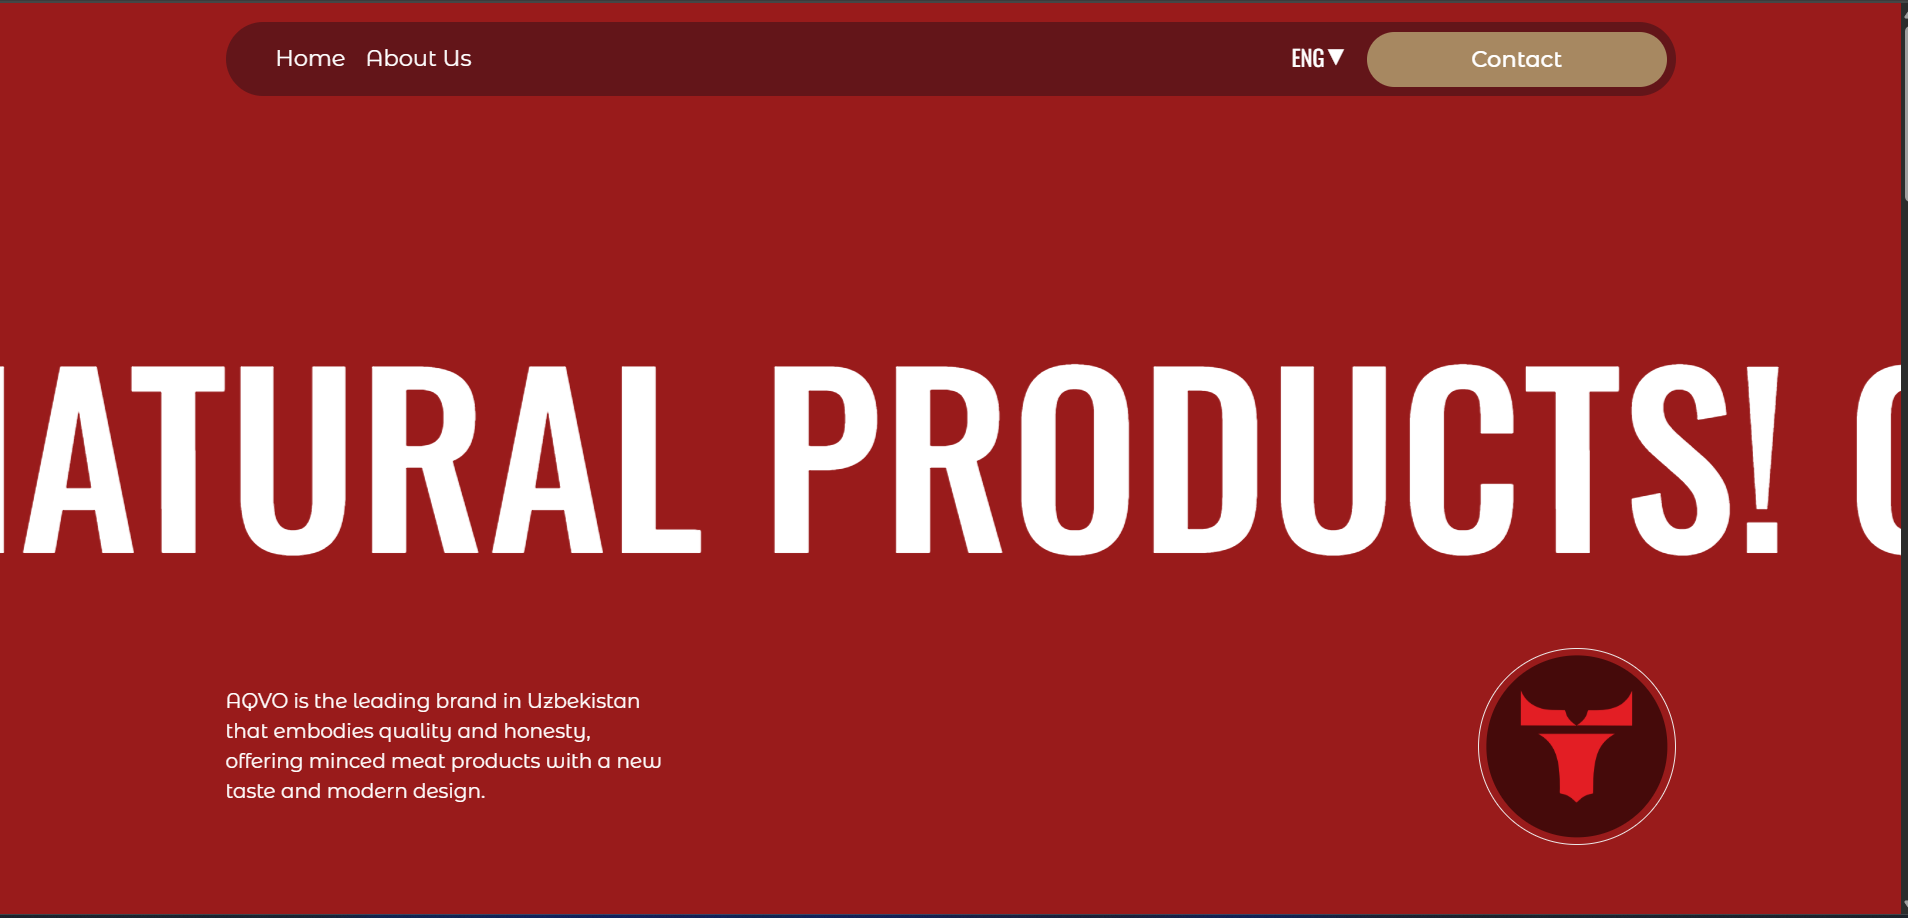 Home About Us ENG▼ Contact
NATURAL PRODUCTS!
AQVO is the leading brand in Uzbekistan
that embodies quality and honesty,
offering minced meat products with a new
taste and modern design.